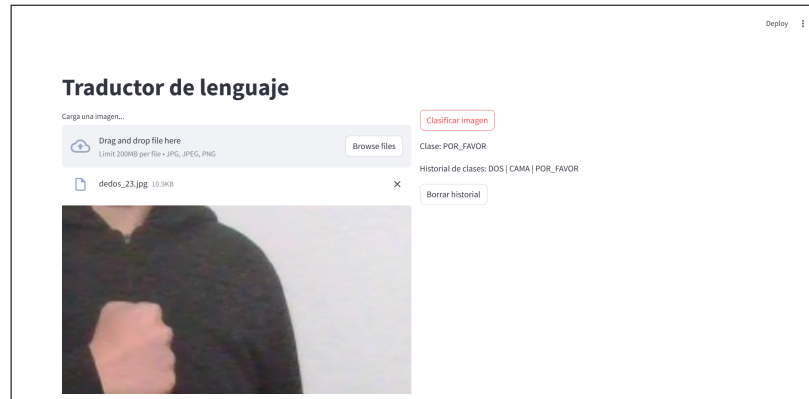 Deploy
Traductor de lenguaje
Carga una imagen...
Drag and drop file here
Limit 200MB per file • JPG, JPEG, PNG
Browse files
dedos_23.jpg 10.9KB
Clasificar imagen
Clase: POR_FAVOR
Historial de clases: DOS | CAMA | POR_FAVOR
Borrar historial